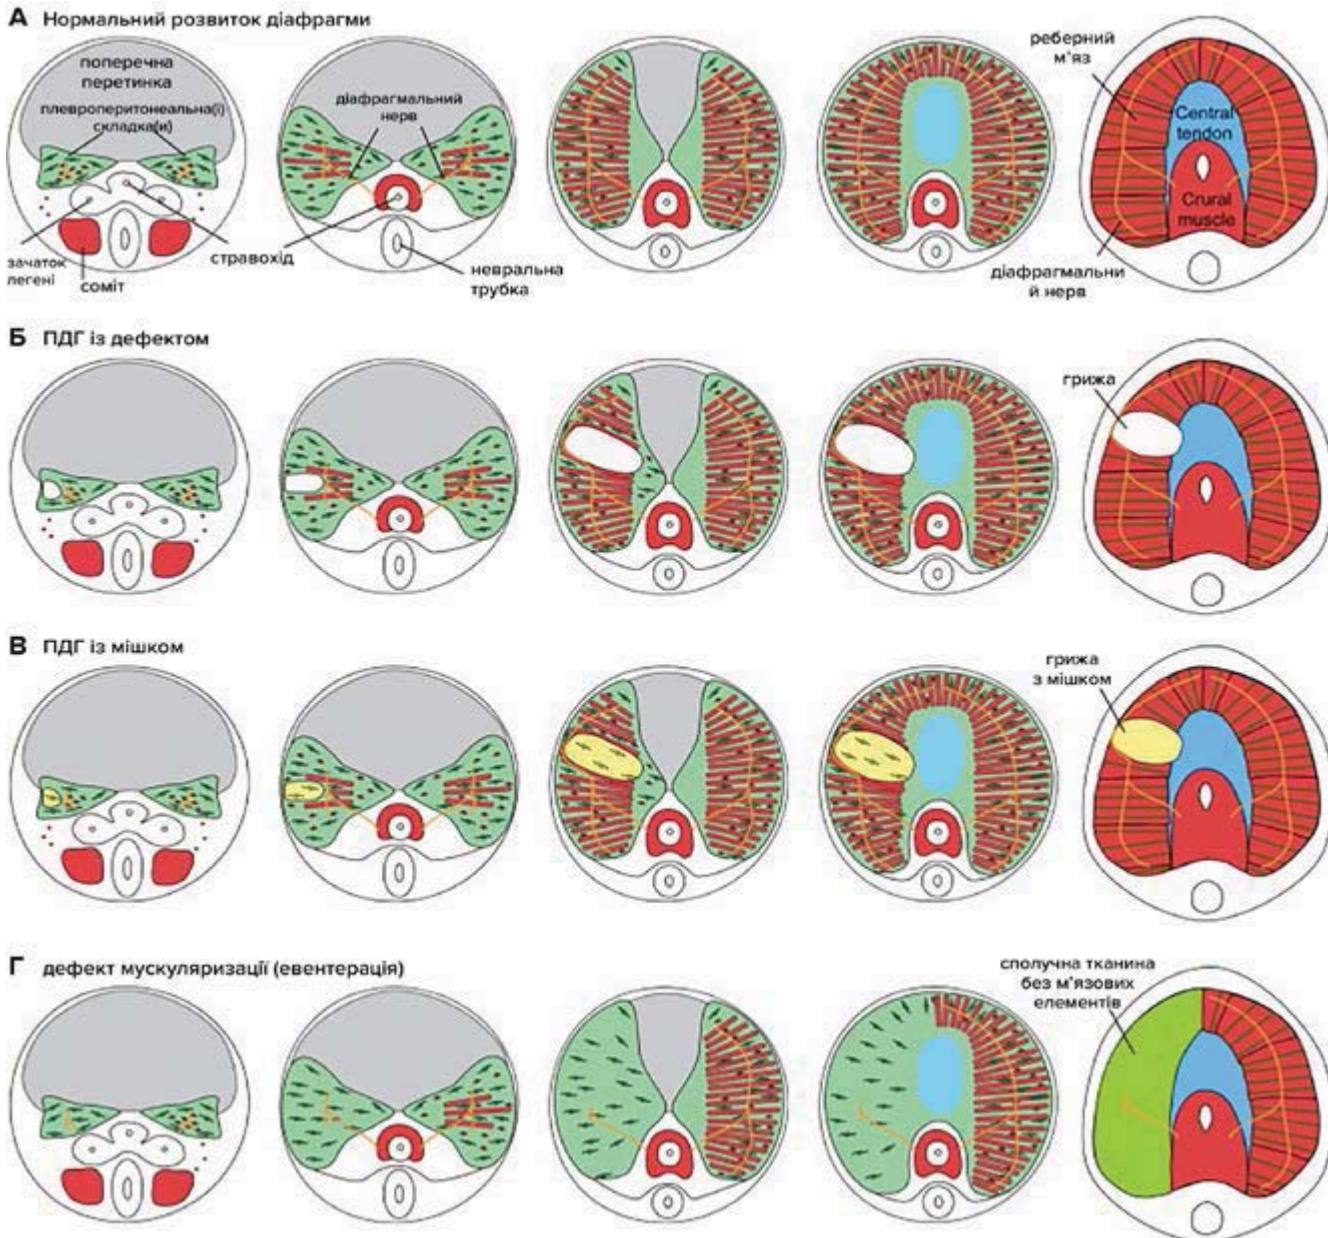 А Нормальний розвиток діафрагми
поперечна
перетинка
плевроперитонеальна(і)
складка(и)
зачаток
легені
соміт
стравохід
діафрагмальний
нерв
невральна
трубка
реберний
м'яз
Central
tendon
Crural
muscle
діафрагмальни
й нерв
Б ПДГ із дефектом
грижа
В ПДГ із мішком
грижа
з мішком
Г дефект мускуляризації (евентерація)
сполучна тканина
без м'язових
елементів